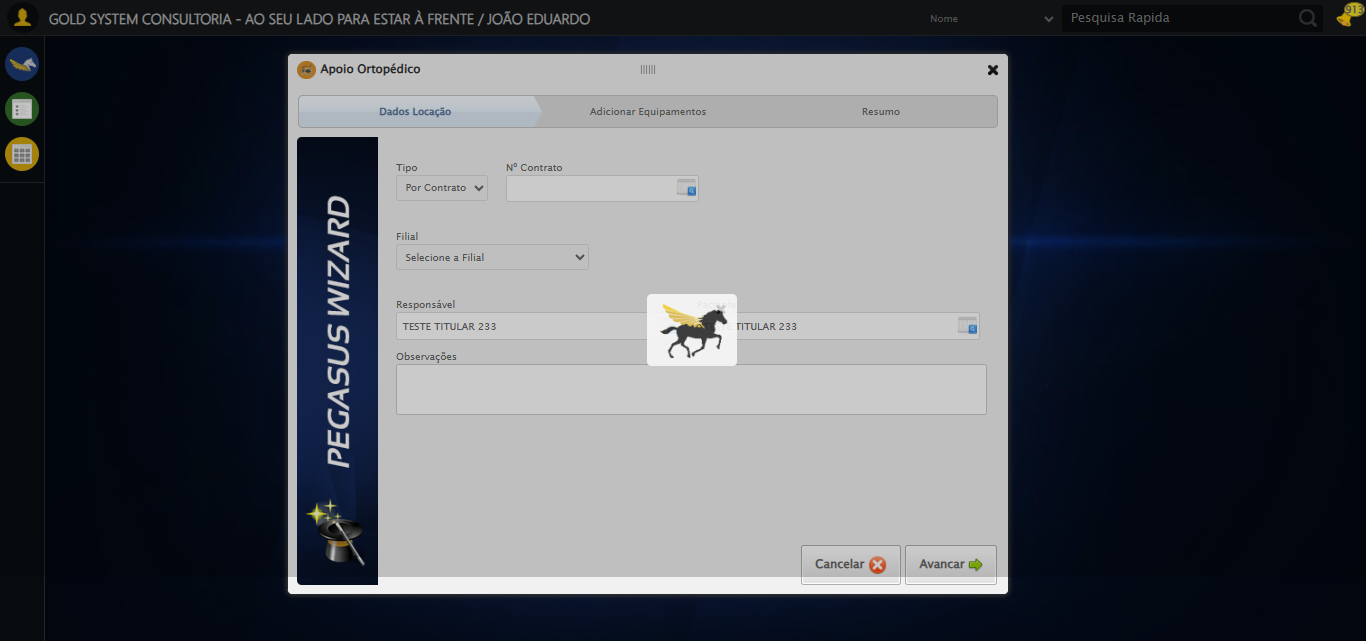 GOLD SYSTEM CONSULTORIA - AO SEU LADO PARA ESTAR À FRENTE / JOÃO EDUARDO
Nome
Pesquisa Rapida
913
Apoio Ortopédico
Dados Locação
Adicionar Equipamentos
Resumo
PEGASUS WIZARD
Tipo
Nº Contrato
Por Contrato
Filial
Selecione a Filial
Responsável
TESTE TITULAR 233
TITULAR 233
Observações
Cancelar
Avancar